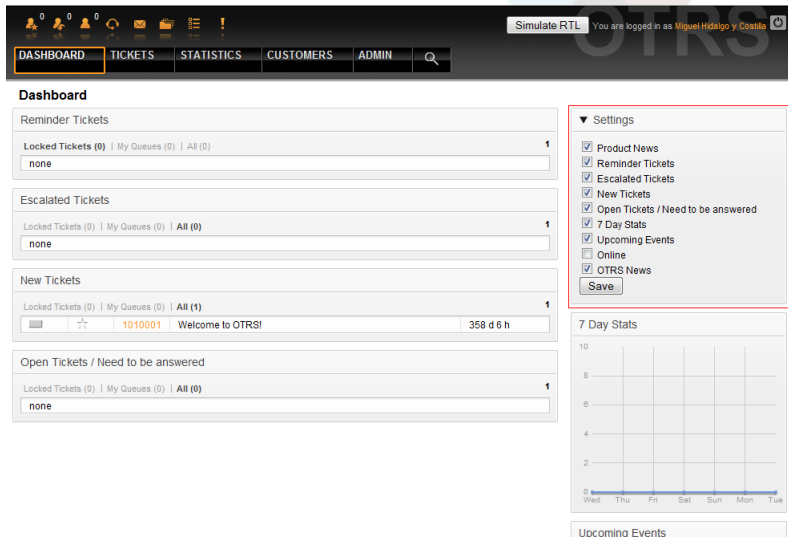 0 0 0
Simulate RTL You are logged in as Miguel Hidalgo y Costilla
OTRS
DASHBOARD TICKETS STATISTICS CUSTOMERS ADMIN
Dashboard
Reminder Tickets
Locked Tickets (0) | My Queues (0) | All (0) 1
none
Escalated Tickets
Locked Tickets (0) | My Queues (0) | All (0) 1
none
New Tickets
Locked Tickets (0) | My Queues (0) | All (1) 1
1010001 Welcome to OTRS! 358 d 6 h
Open Tickets / Need to be answered
Locked Tickets (0) | My Queues (0) | All (0) 1
none
▼ Settings
Product News
Reminder Tickets
Escalated Tickets
New Tickets
Open Tickets / Need to be answered
7 Day Stats
Upcoming Events
Online
OTRS News
Save
7 Day Stats
10
8
6
4
2
0
Wed Thu Fri Sat Sun Mon Tue
Upcoming Events